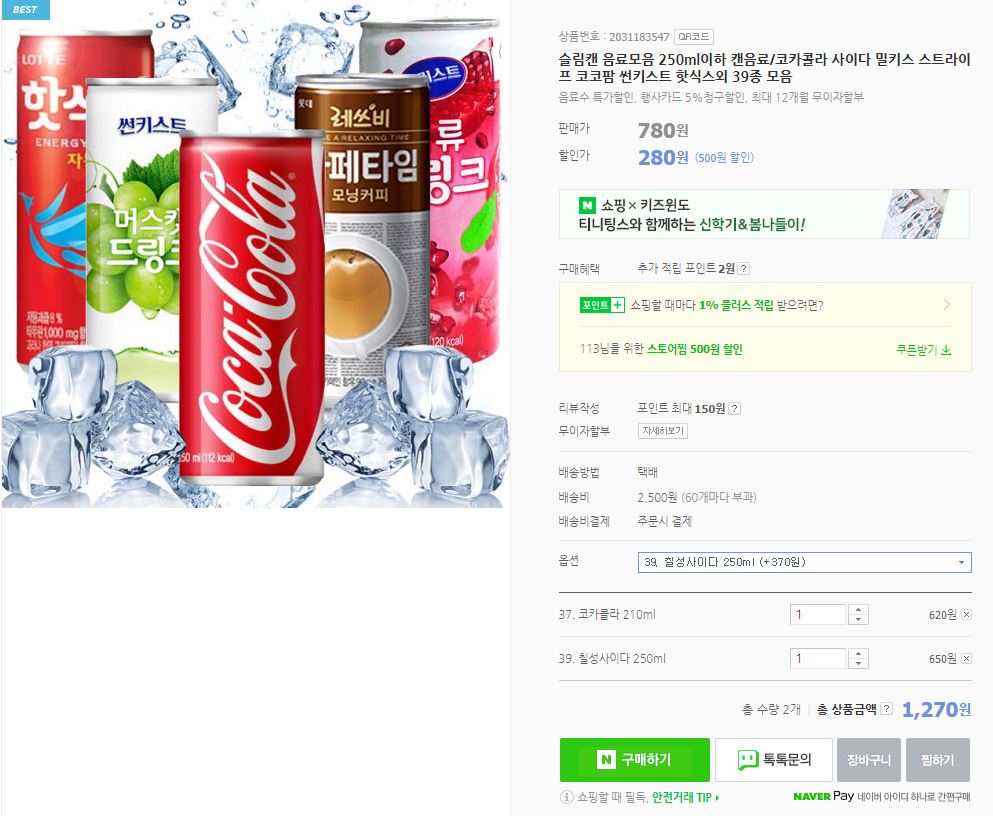 BEST
LOTTE
핫식
ENERGY
자
자몽과즙 8 %
타우린 1,000 mg 함
썬키스트
머스캇
드링크
Coca-Cola
250 ml (112 kcal)
롯데
레쓰비
A RELAXING TIME
카페타임
모닝커피
썬키스트
류
링크
(120 kcal)
상품번호 : 2031183547 QR코드
슬림캔 음료모음 250ml이하 캔음료/코카콜라 사이다 밀키스 스트라이
프 코코팜 썬키스트 핫식스외 39종 모음
음료수 특가할인, 행사카드 5%청구할인, 최대 12개월 무이자할부
판매가 780원
할인가 280원 (500원 할인)
N 쇼핑 × 키즈윈도
티니팅스와 함께하는 신학기&봄나들이!
구매혜택 추가 적립 포인트 2원 ?
포인트 + 쇼핑할 때마다 1% 플러스 적립 받으려면?
113님을 위한 스토어찜 500원 할인 쿠폰받기
리뷰작성 포인트 최대 150원 ?
무이자할부 자세히보기
배송방법 택배
배송비 2,500원 (60개마다 부과)
배송비결제 주문시 결제
옵션 39. 칠성사이다 250ml (+370원)
37. 코카콜라 210ml 1 620원
39. 칠성사이다 250ml 1 650원
총 수량 2개 총 상품금액 ? 1,270원
N 구매하기 톡톡문의 장바구니 찜하기
쇼핑할 때 필독, 안전거래 TIP NAVER Pay 네이버 아이디 하나로 간편구매